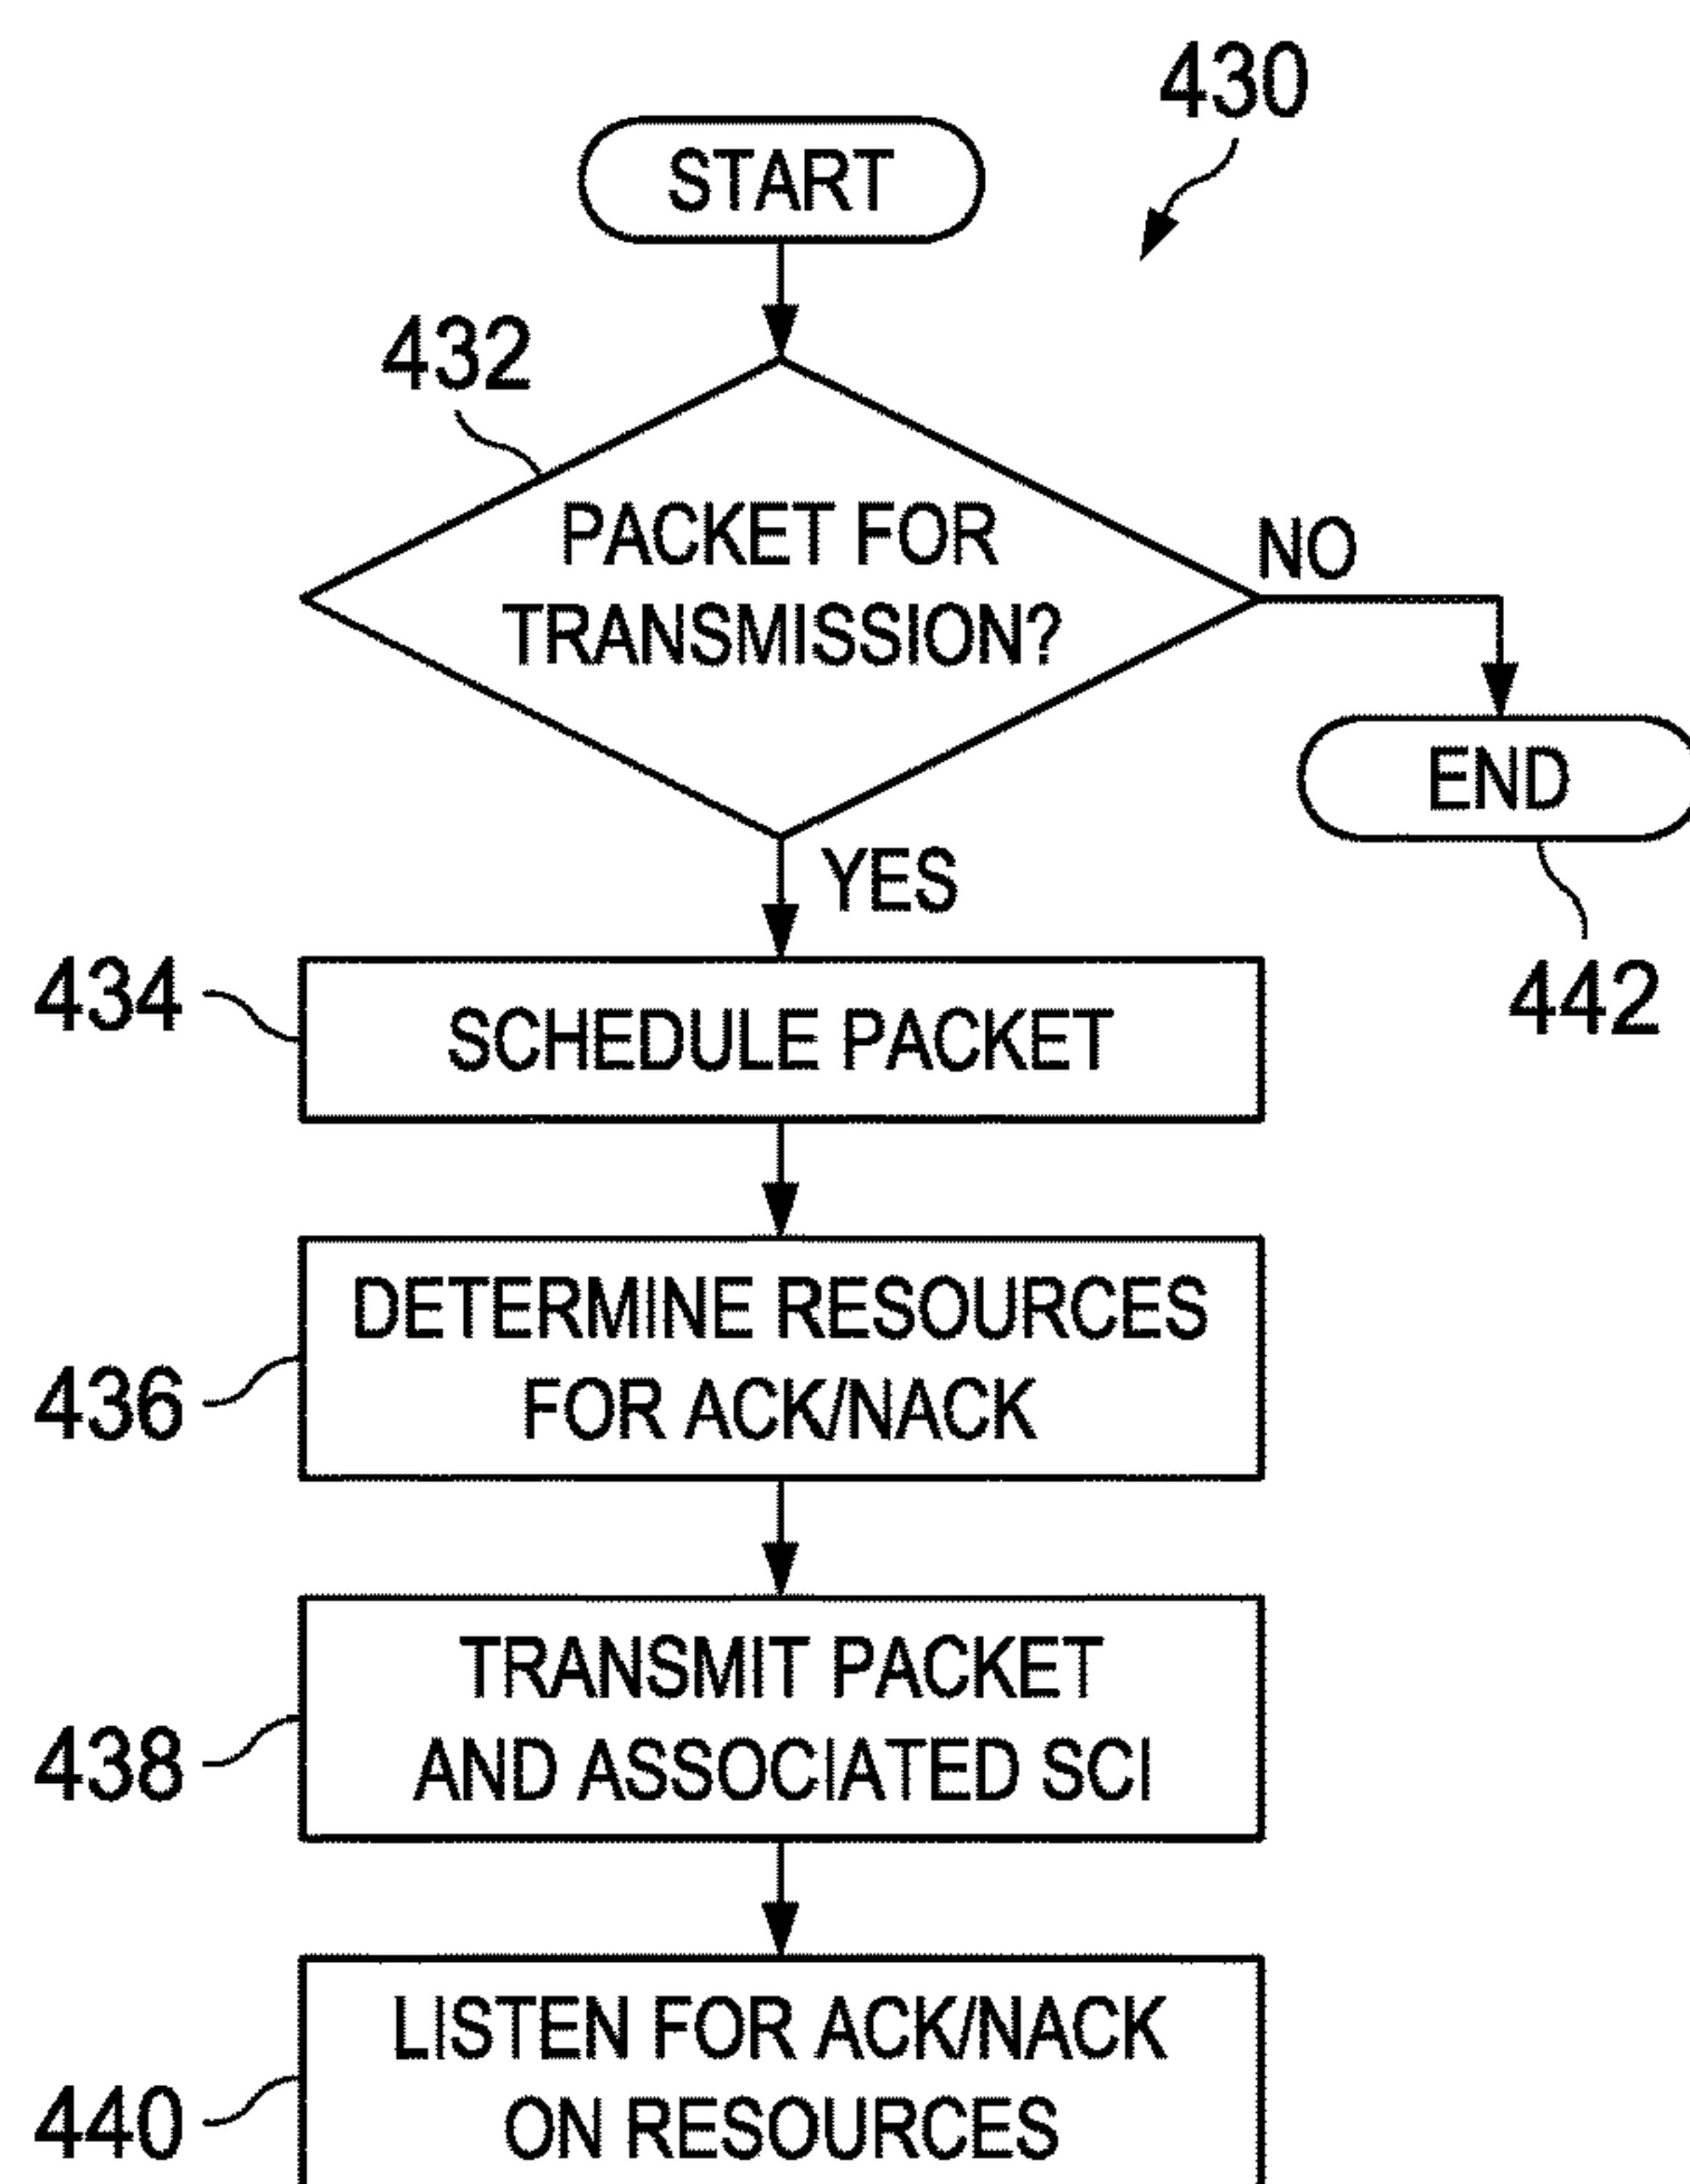 430
START
432
PACKET FOR
TRANSMISSION?
NO
END
442
YES
434
SCHEDULE PACKET
436
DETERMINE RESOURCES
FOR ACK/NACK
438
TRANSMIT PACKET
AND ASSOCIATED SCI
440
LISTEN FOR ACK/NACK
ON RESOURCES